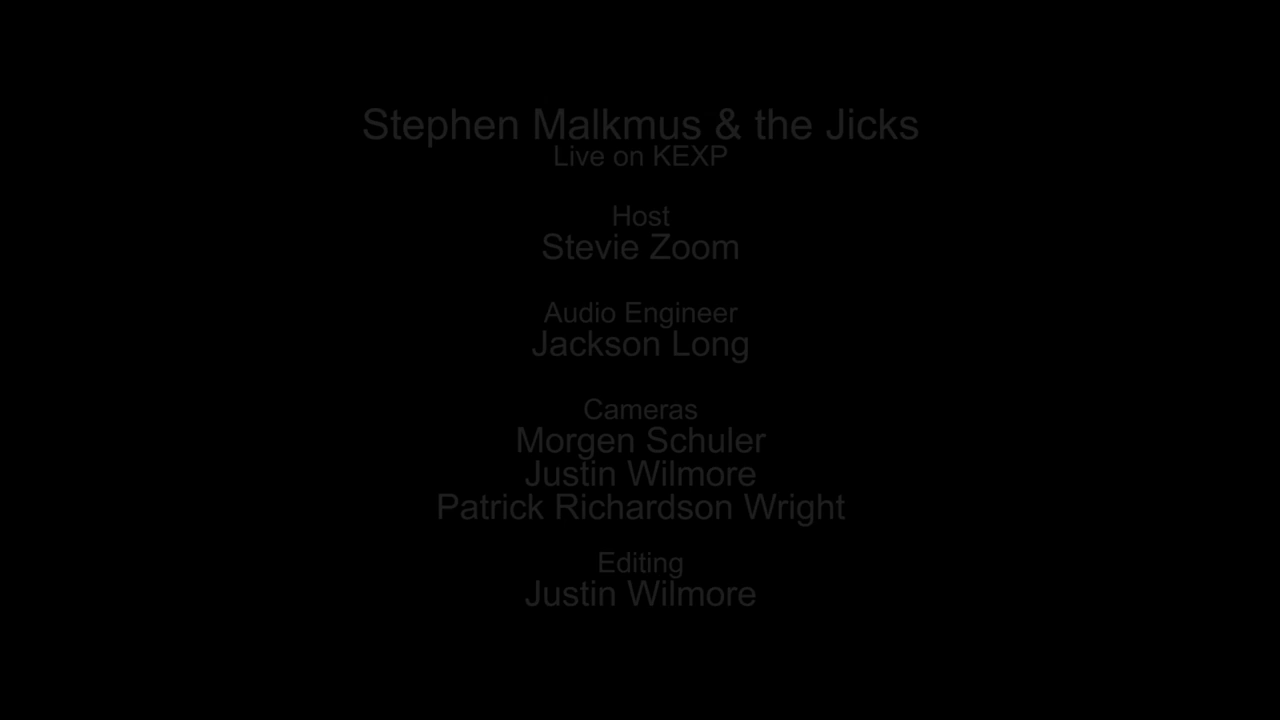 Stephen Malkmus & the Jicks
Live on KEXP
Host
Stevie Zoom
Audio Engineer
Jackson Long
Cameras
Morgen Schuler
Justin Wilmore
Patrick Richardson Wright
Editing
Justin Wilmore